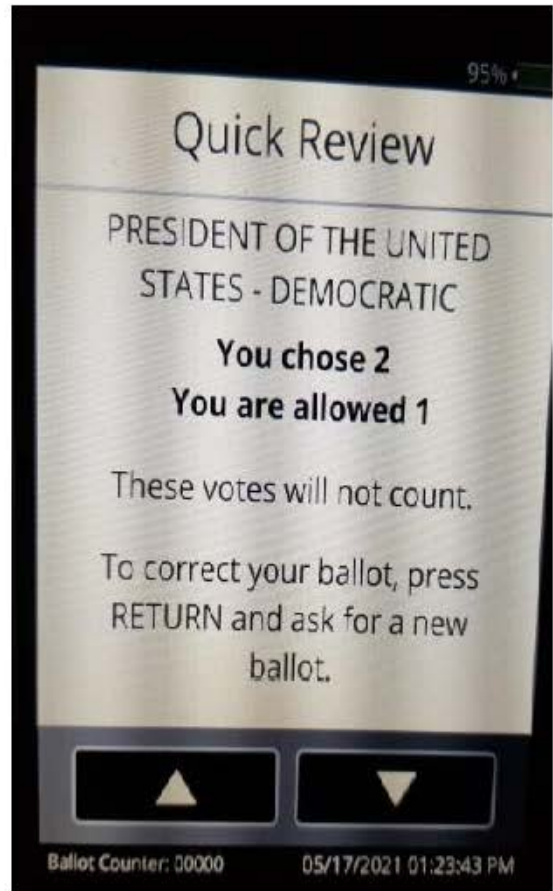 95%
Quick Review
PRESIDENT OF THE UNITED
STATES - DEMOCRATIC
You chose 2
You are allowed 1
These votes will not count.
To correct your ballot, press
RETURN and ask for a new
ballot.
Ballot Counter: 00000 05/17/2021 01:23:43 PM